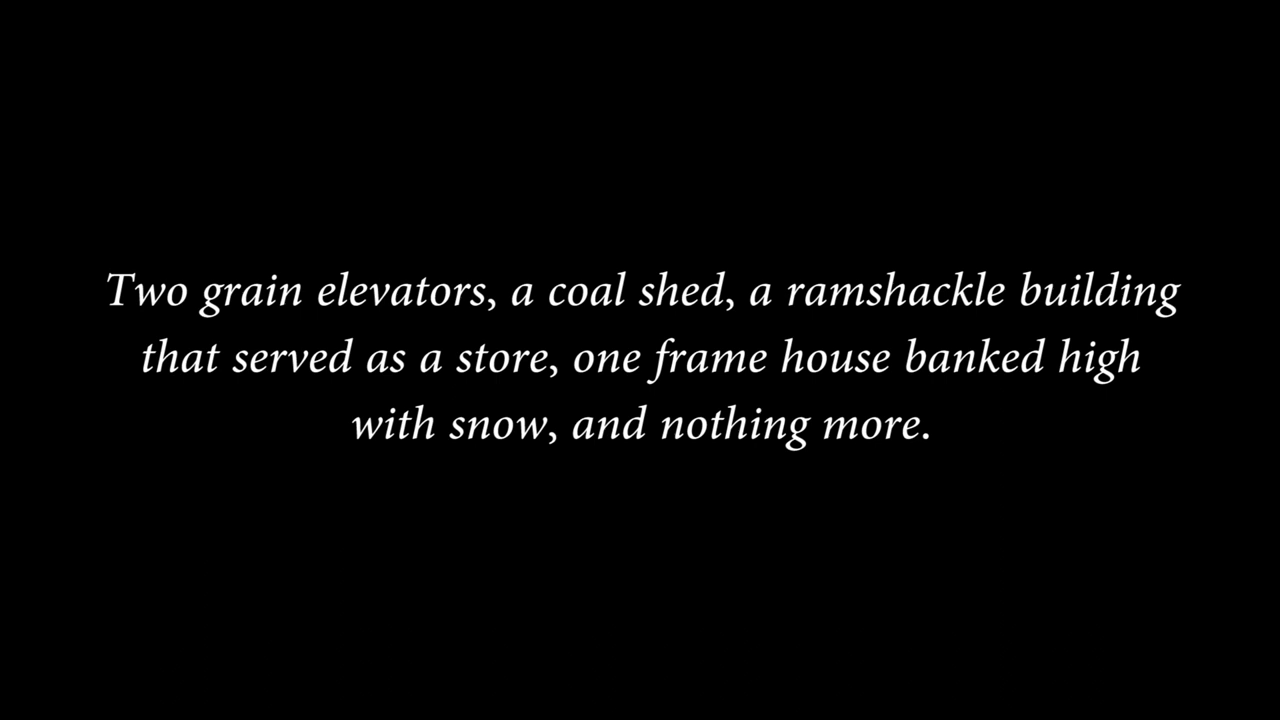 Two grain elevators, a coal shed, a ramshackle building
that served as a store, one frame house banked high
with snow, and nothing more.